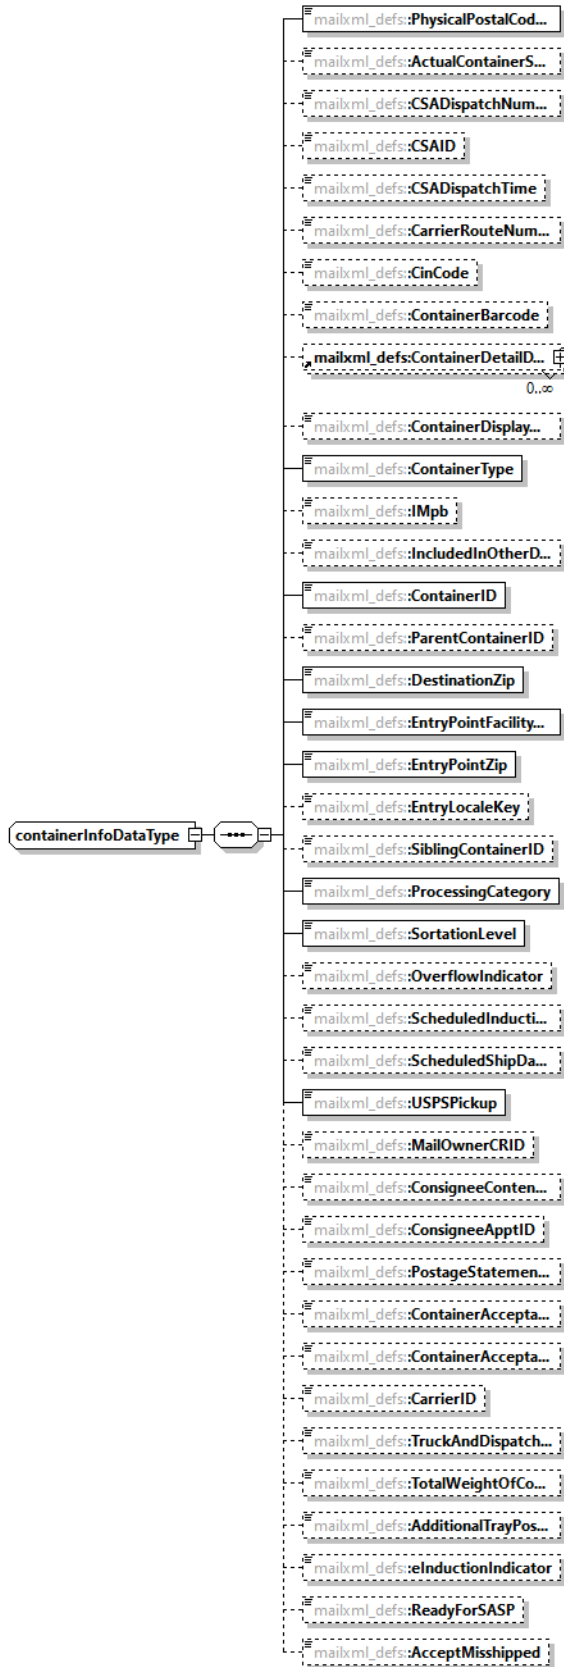 mailxml_defs::PhysicalPostalCod...
mailxml_defs::ActualContainerS...
mailxml_defs::CSADispatchNum...
mailxml_defs::CSAID
mailxml_defs::CSADispatchTime
mailxml_defs::CarrierRouteNum...
mailxml_defs::CinCode
mailxml_defs::ContainerBarcode
mailxml_defs:ContainerDetailD...
0..∞
mailxml_defs::ContainerDisplay...
mailxml_defs::ContainerType
mailxml_defs::IMpb
mailxml_defs::IncludedInOtherD...
mailxml_defs::ContainerID
mailxml_defs::ParentContainerID
mailxml_defs::DestinationZip
mailxml_defs::EntryPointFacility...
mailxml_defs::EntryPointZip
mailxml_defs::EntryLocaleKey
containerInfoDataType
mailxml_defs::SiblingContainerID
mailxml_defs::ProcessingCategory
mailxml_defs::SortationLevel
mailxml_defs::OverflowIndicator
mailxml_defs::ScheduledInducti...
mailxml_defs::ScheduledShipDa...
mailxml_defs::USPSPickup
mailxml_defs::MailOwnerCRID
mailxml_defs::ConsigneeConten...
mailxml_defs::ConsigneeApptID
mailxml_defs::PostageStatemen...
mailxml_defs::ContainerAccepta...
mailxml_defs::ContainerAccepta...
mailxml_defs::CarrierID
mailxml_defs::TruckAndDispatch...
mailxml_defs::TotalWeightOfCo...
mailxml_defs::AdditionalTrayPos...
mailxml_defs::eInductionIndicator
mailxml_defs::ReadyForSASP
mailxml_defs::AcceptMisshipped